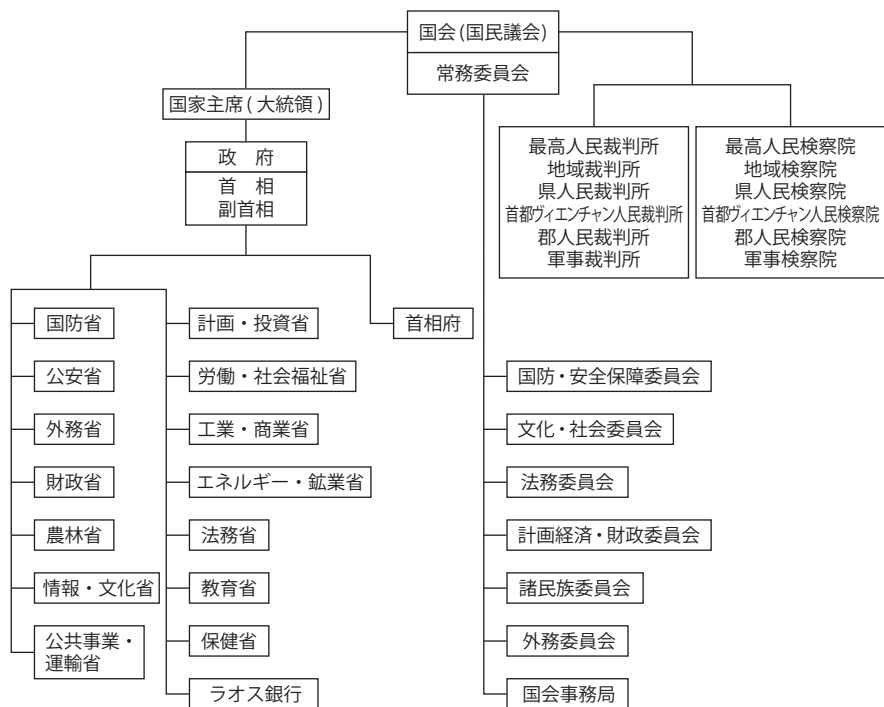 国会(国民議会)
常務委員会
国家主席(大統領)
政 府
首 相
副首相
最高人民裁判所
地域裁判所
県人民裁判所
首都ヴィエンチャン人民裁判所
郡人民裁判所
軍事裁判所
最高人民検察院
地域検察院
県人民検察院
首都ヴィエンチャン人民検察院
郡人民検察院
軍事検察院
国防省
公安省
外務省
財政省
農林省
情報・文化省
公共事業・
運輸省
計画・投資省
労働・社会福祉省
工業・商業省
エネルギー・鉱業省
法務省
教育省
保健省
ラオス銀行
首相府
国防・安全保障委員会
文化・社会委員会
法務委員会
計画経済・財政委員会
諸民族委員会
外務委員会
国会事務局